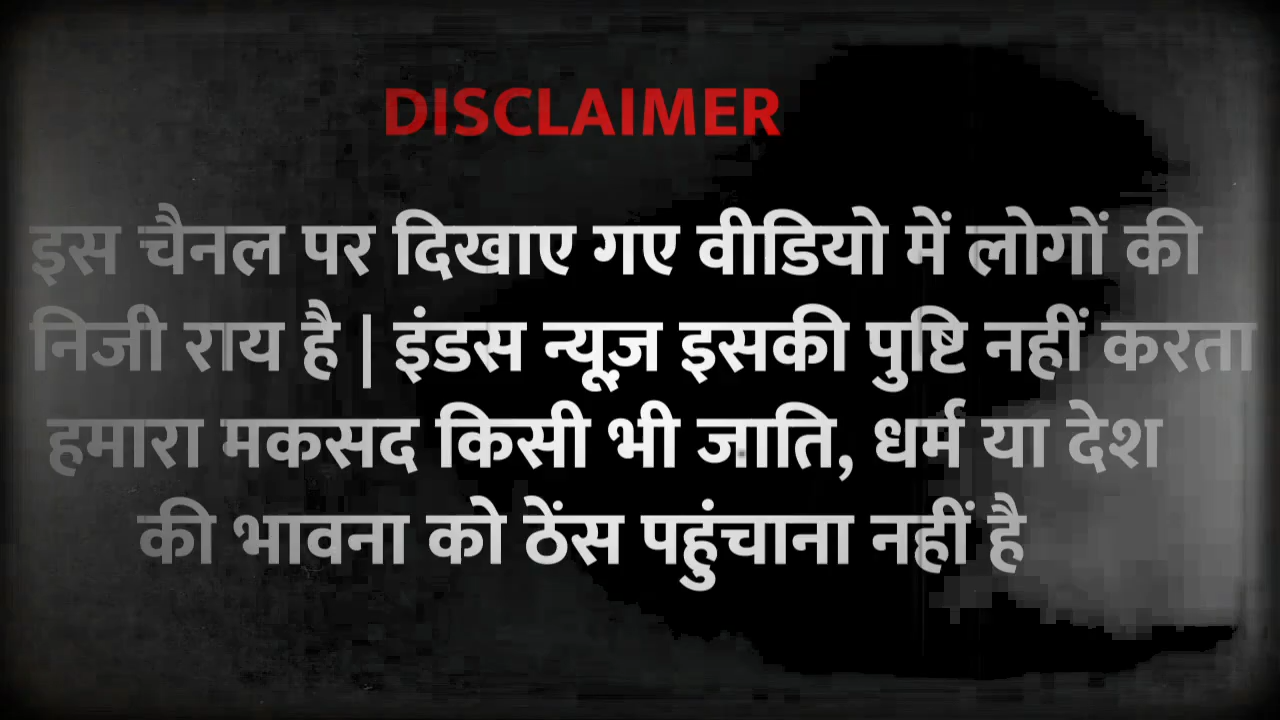 DISCLAIMER
इस चैनल पर दिखाए गए वीडियो में लोगों की
निजी राय है | इंडस न्यूज़ इसकी पुष्टि नहीं करता
हमारा मकसद किसी भी जाति, धर्म या देश
की भावना को ठेंस पहुंचाना नहीं है